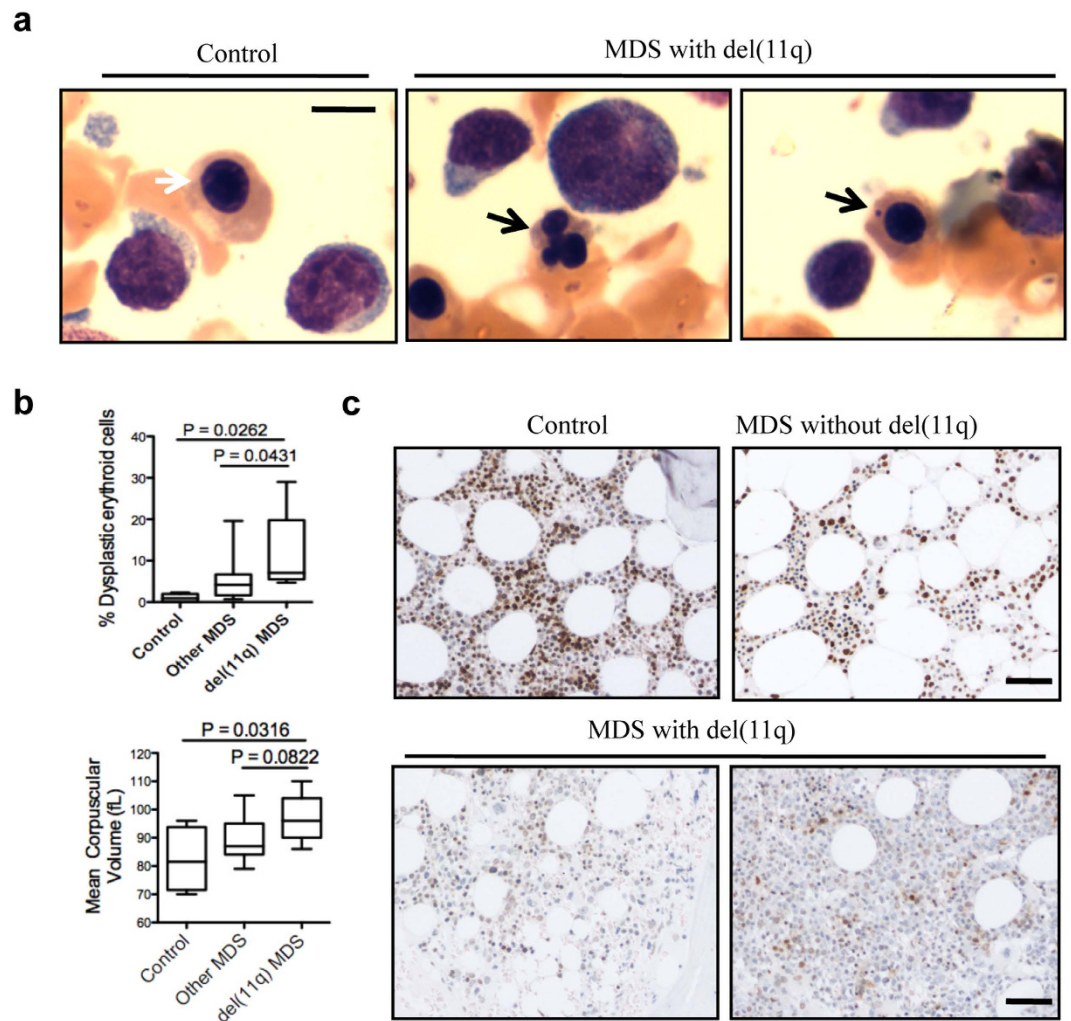 a
Control
MDS with del(11q)
b
% Dysplastic erythroid cells
40
30
20
10
0
P = 0.0262
P = 0.0431
Control
Other MDS
del(11q) MDS
Mean Corpuscular
Volume (fL)
120
110
100
90
80
70
60
P = 0.0316
P = 0.0822
Control
Other MDS
del(11q) MDS
c
Control
MDS without del(11q)
MDS with del(11q)